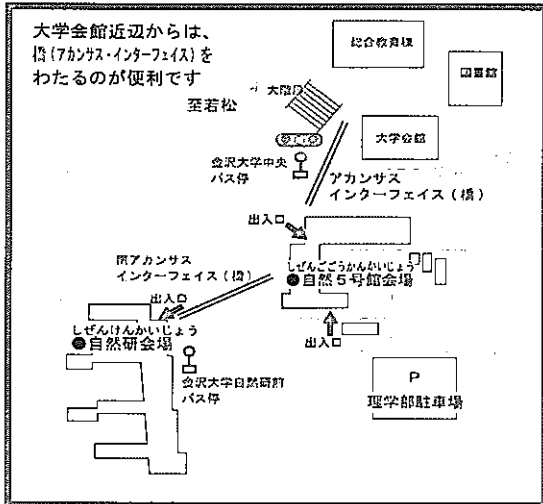 大学会館近辺からは、
橋(アカンサス・インターフェイス)を
わたるのが便利です
総合教育棟
図書館
大階段
至若松
大学会館
金沢大学中央
バス停
アカンサス
インターフェイス(橋)
出入口
南アカンサス
インターフェイス(橋)
しぜんごごうかんかいじょう
●自然5号館会場
出入口
しぜんけんかいじょう
●自然研会場
出入口
金沢大学自然研前
バス停
P
理学部駐車場